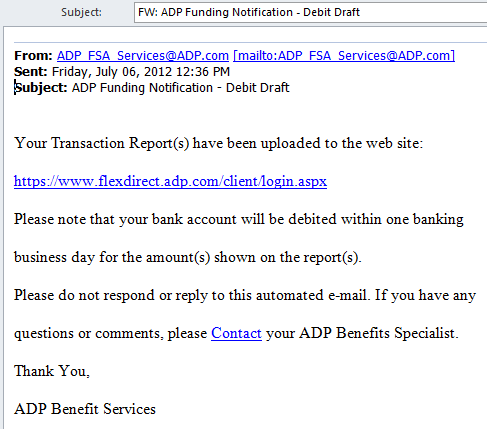 Subject: FW: ADP Funding Notification - Debit Draft
From: ADP_FSA_Services@ADP.com [mailto:ADP_FSA_Services@ADP.com]
Sent: Friday, July 06, 2012 12:36 PM
Subject: ADP Funding Notification - Debit Draft
Your Transaction Report(s) have been uploaded to the web site:
https://www.flexdirect.adp.com/client/login.aspx
Please note that your bank account will be debited within one banking
business day for the amount(s) shown on the report(s).
Please do not respond or reply to this automated e-mail. If you have any
questions or comments, please Contact your ADP Benefits Specialist.
Thank You,
ADP Benefit Services